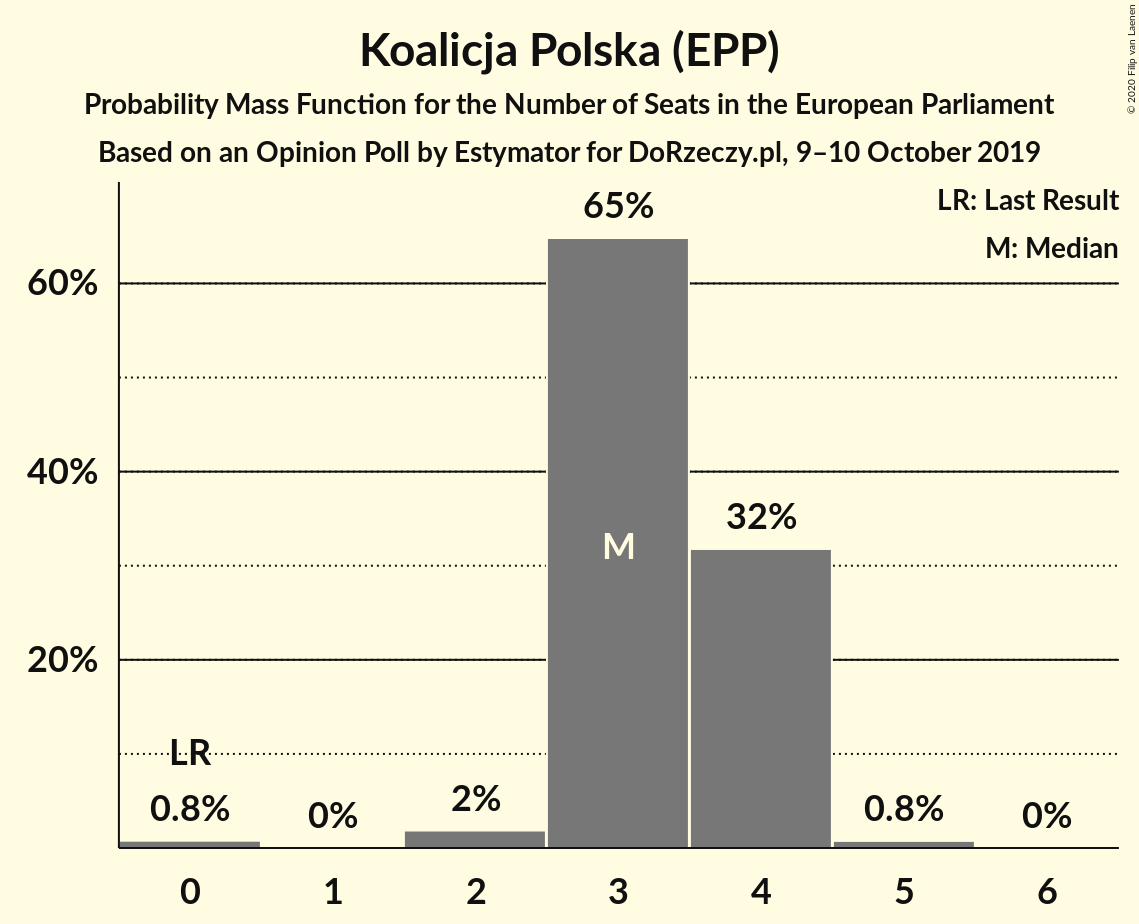 Koalicja Polska (EPP)
Probability Mass Function for the Number of Seats in the European Parliament
Based on an Opinion Poll by Estymator for DoRzeczy.pl, 9–10 October 2019
© 2020 Filip van Laenen
LR: Last Result
M: Median
65%
60%
40%
32%
M
20%
LR
0.8%
0%
2%
0.8%
0%
0 1 2 3 4 5 6